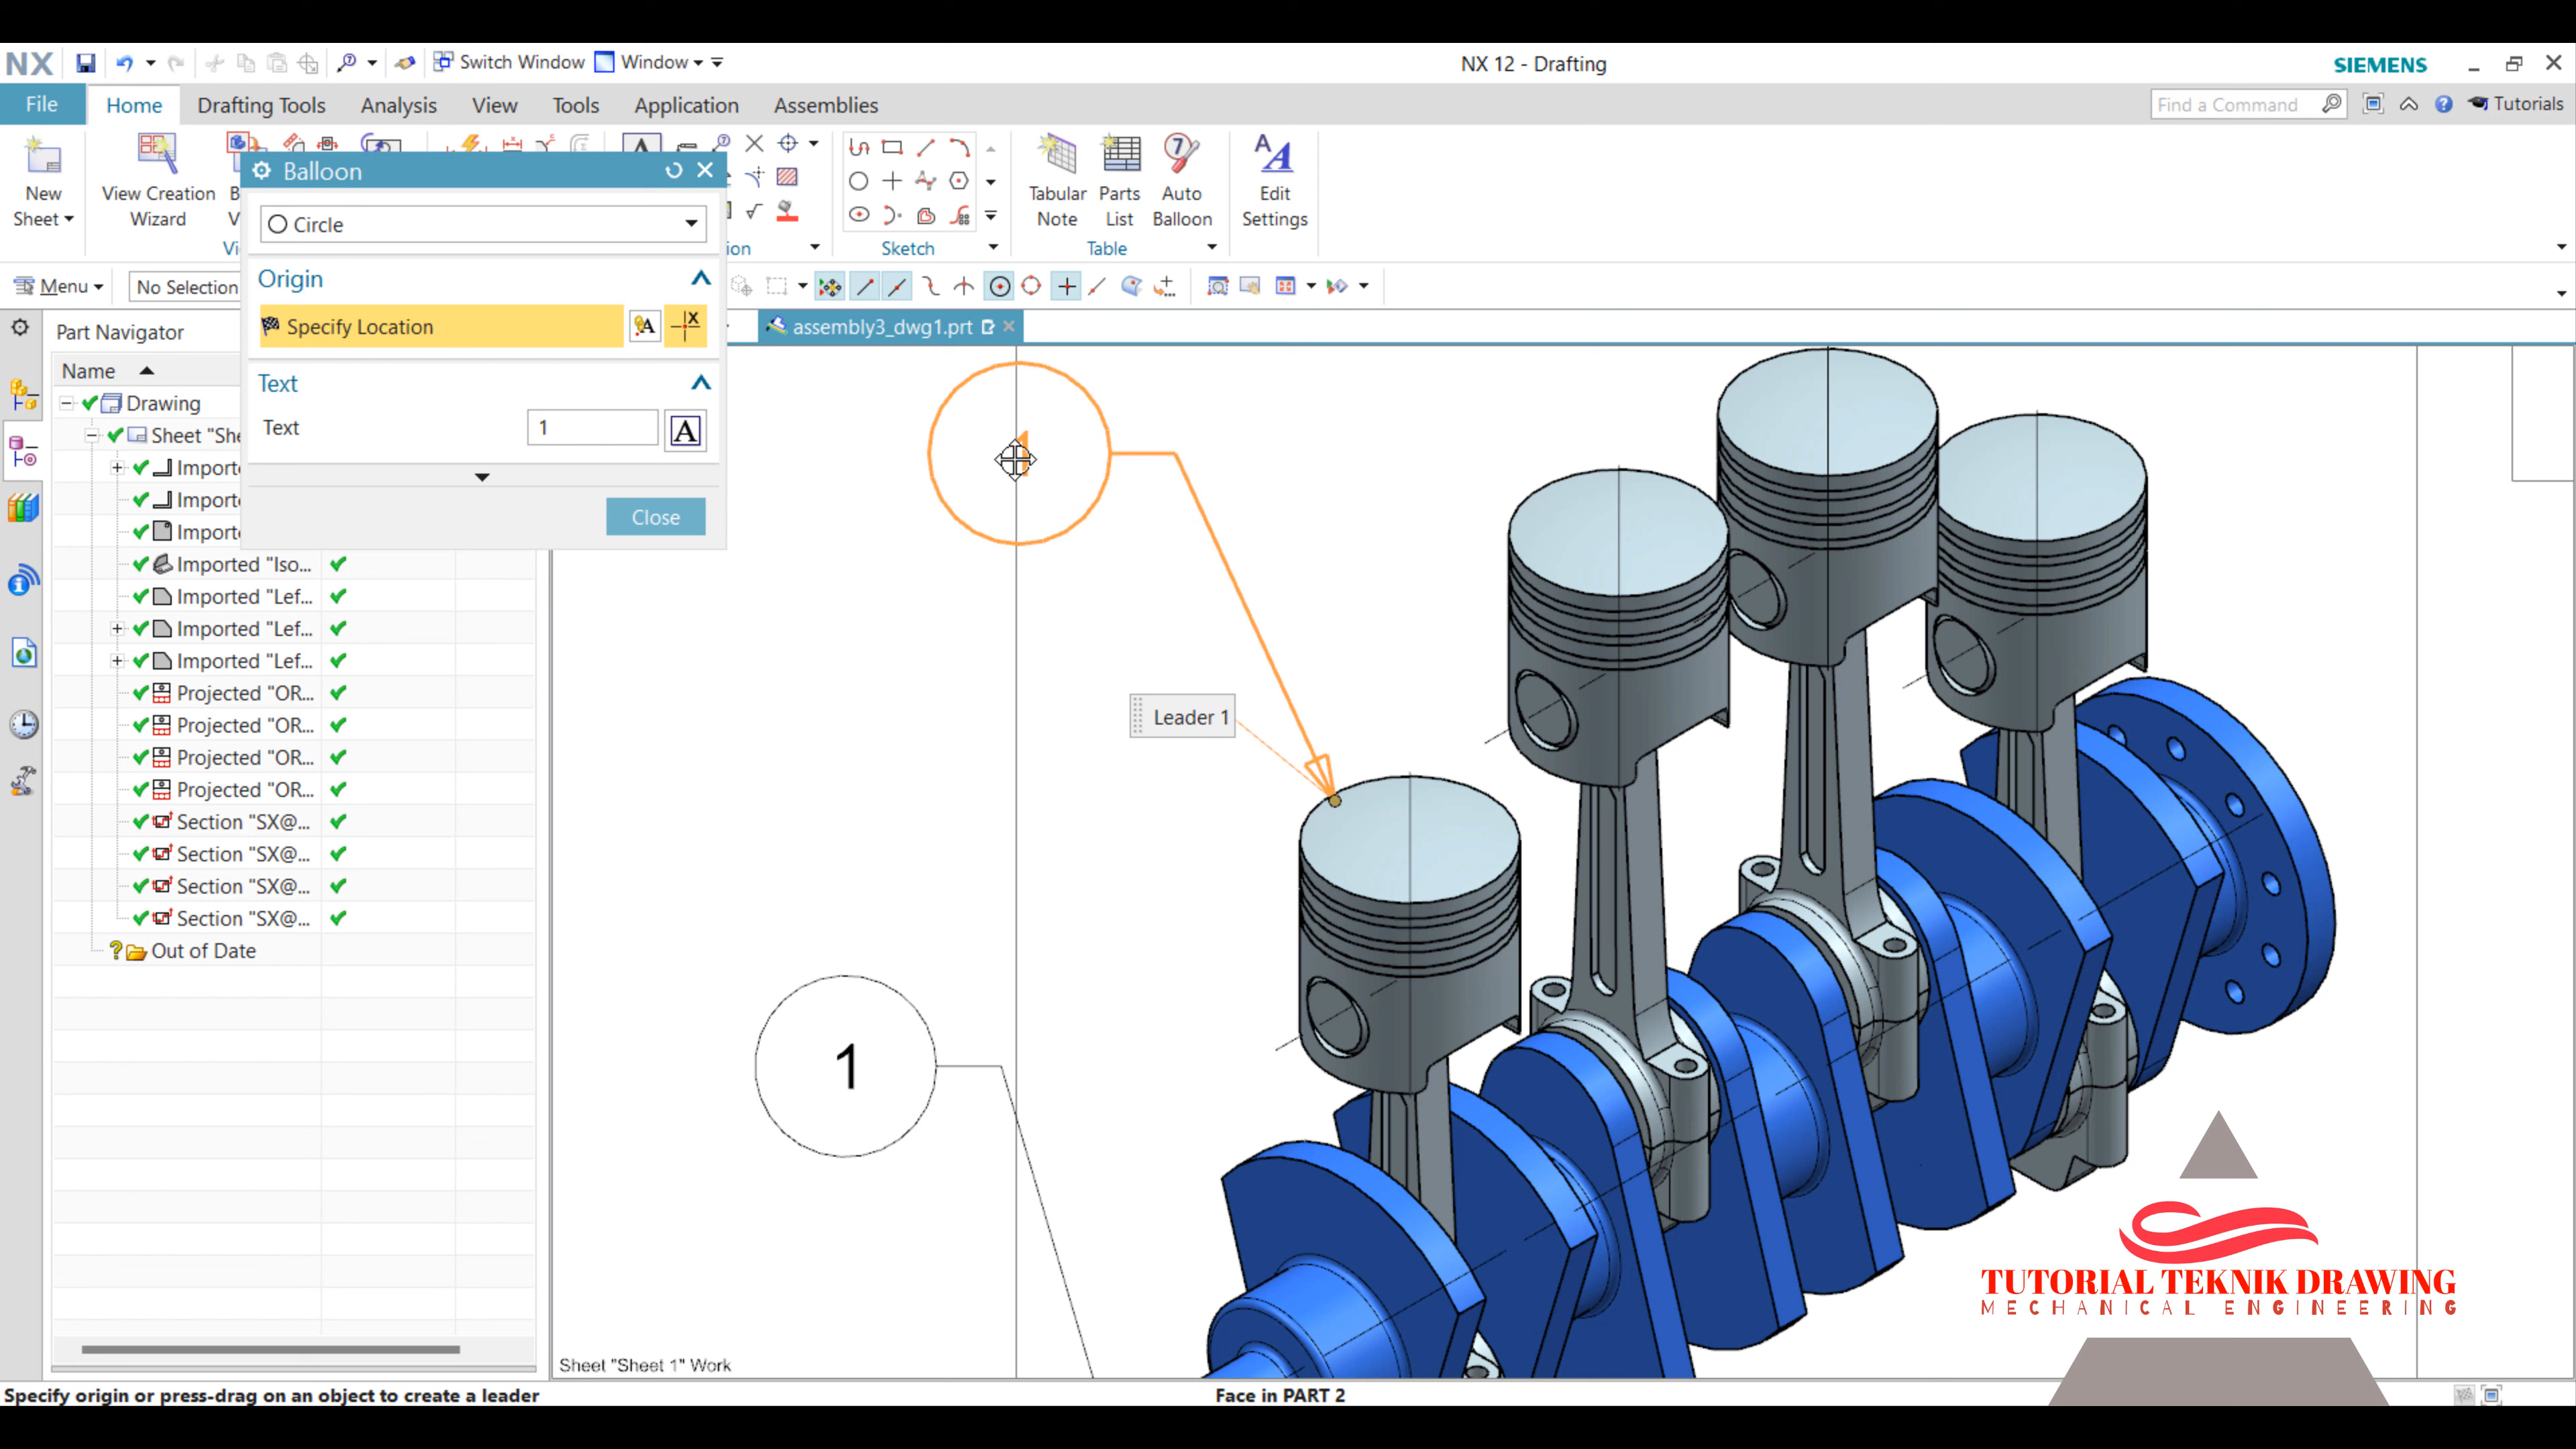 NX Switch Window Window NX 12 - Drafting SIEMENS
File Home Drafting Tools Analysis View Tools Application Assemblies Find a Command Tutorials
New Sheet
View Creation Wizard
Tabular Note
Parts List
Auto Balloon
Edit Settings
Sketch Table
Balloon
Circle
Origin
Specify Location
Text
Text 1 A
Close
Menu No Selection
assembly3_dwg1.prt
Part Navigator
Name
Drawing
Sheet "She
Importe
Importe
Importe
Imported "Iso...
Imported "Lef...
Imported "Lef...
Imported "Lef...
Projected "OR...
Projected "OR...
Projected "OR...
Projected "OR...
Section "SX@...
Section "SX@...
Section "SX@...
Section "SX@...
Out of Date
Leader 1
1
TUTORIAL TEKNIK DRAWING
MECHANICAL ENGINEERING
Sheet "Sheet 1" Work
Specify origin or press-drag on an object to create a leader Face in PART 2